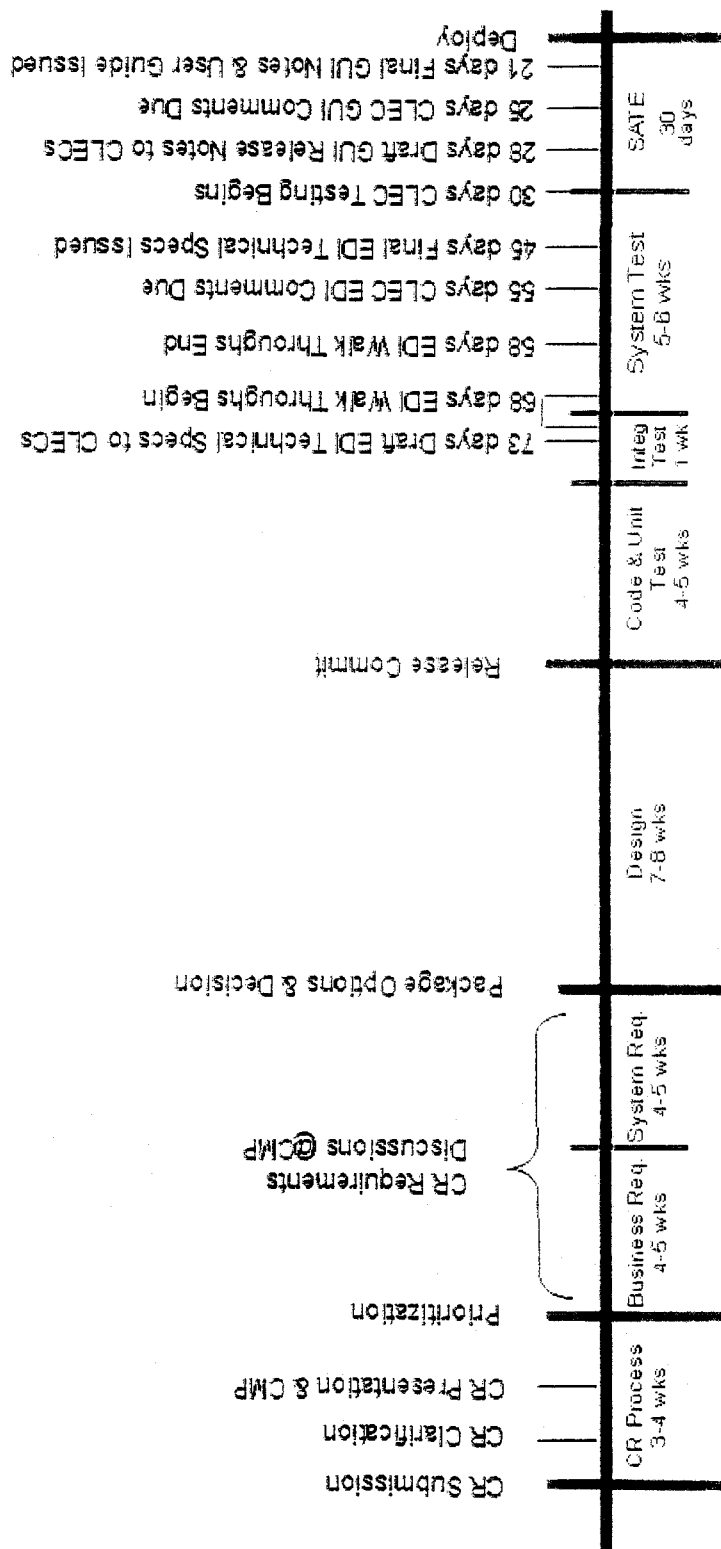 CR Submission
CR Clarification
CR Presentation & CMP
Prioritization
CR Requirements
Discussions @CMP
Package Options & Decision
Release Commit
73 days Draft EDI Technical Specs to CLECs
68 days EDI Walk Throughs Begin
58 days EDI Walk Throughs End
55 days CLEC EDI Comments Due
45 days Final EDI Technical Specs Issued
30 days CLEC Testing Begins
28 days Draft GUI Release Notes to CLECs
25 days CLEC GUI Comments Due
21 days Final GUI Notes & User Guide Issued
Deploy
CR Process
3-4 wks
Business Req.
4-5 wks
System Req.
4-5 wks
Design
7-8 wks
Code & Unit
Test
4-5 wks
Integ
Test
1 wk
System Test
5-6 wks
SATE
30
days